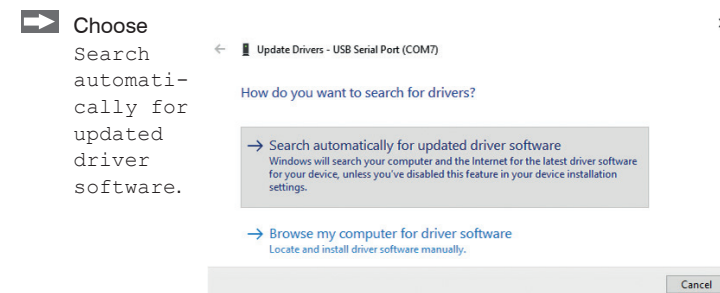 Choose
Search
automati-
cally for
updated
driver
software.
← Update Drivers - USB Serial Port (COM7)
How do you want to search for drivers?
→ Search automatically for updated driver software
Windows will search your computer and the Internet for the latest driver software
for your device, unless you've disabled this feature in your device installation
settings.
→ Browse my computer for driver software
Locate and install driver software manually.
Cancel